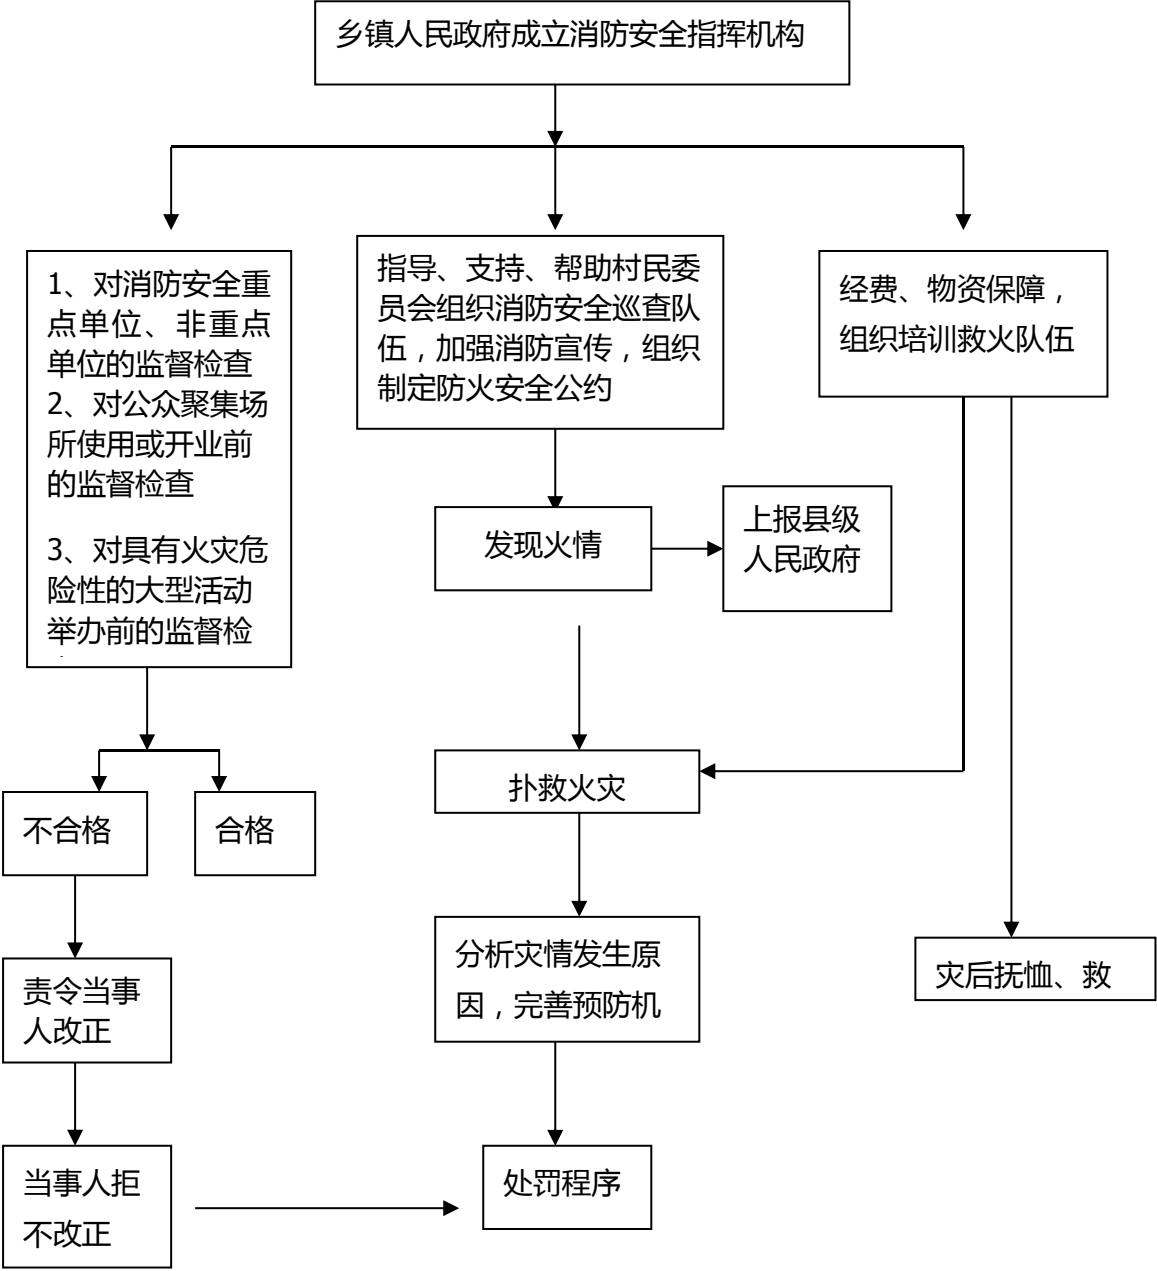 乡镇人民政府成立消防安全指挥机构
1、对消防安全重
点单位、非重点
单位的监督检查
2、对公众聚集场
所使用或开业前
的监督检查
3、对具有火灾危
险性的大型活动
举办前的监督检
指导、支持、帮助村民委
员会组织消防安全巡查队
伍，加强消防宣传，组织
制定防火安全公约
经费、物资保障，
组织培训救火队伍
发现火情
上报县级
人民政府
扑救火灾
不合格
合格
分析灾情发生原
因，完善预防机
灾后抚恤、救
责令当事
人改正
当事人拒
不改正
处罚程序